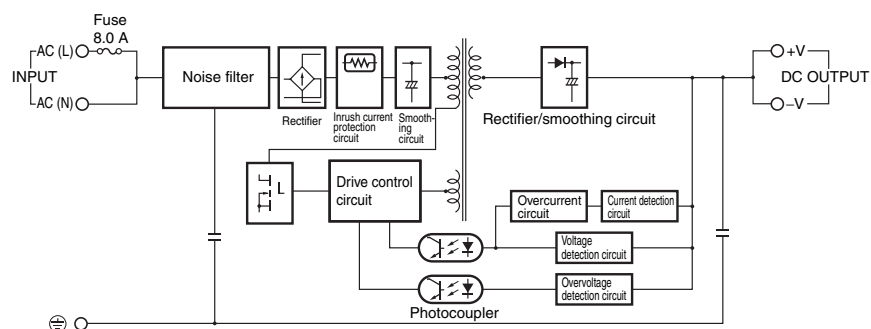 Fuse
8.0 A
AC (L)
INPUT
AC (N)
Noise filter
Rectifier
Inrush current
protection
circuit
Smooth-
ing
circuit
Rectifier/smoothing circuit
+V
DC OUTPUT
–V
Drive control
circuit
Overcurrent
circuit
Current detection
circuit
Voltage
detection circuit
Overvoltage
detection circuit
Photocoupler